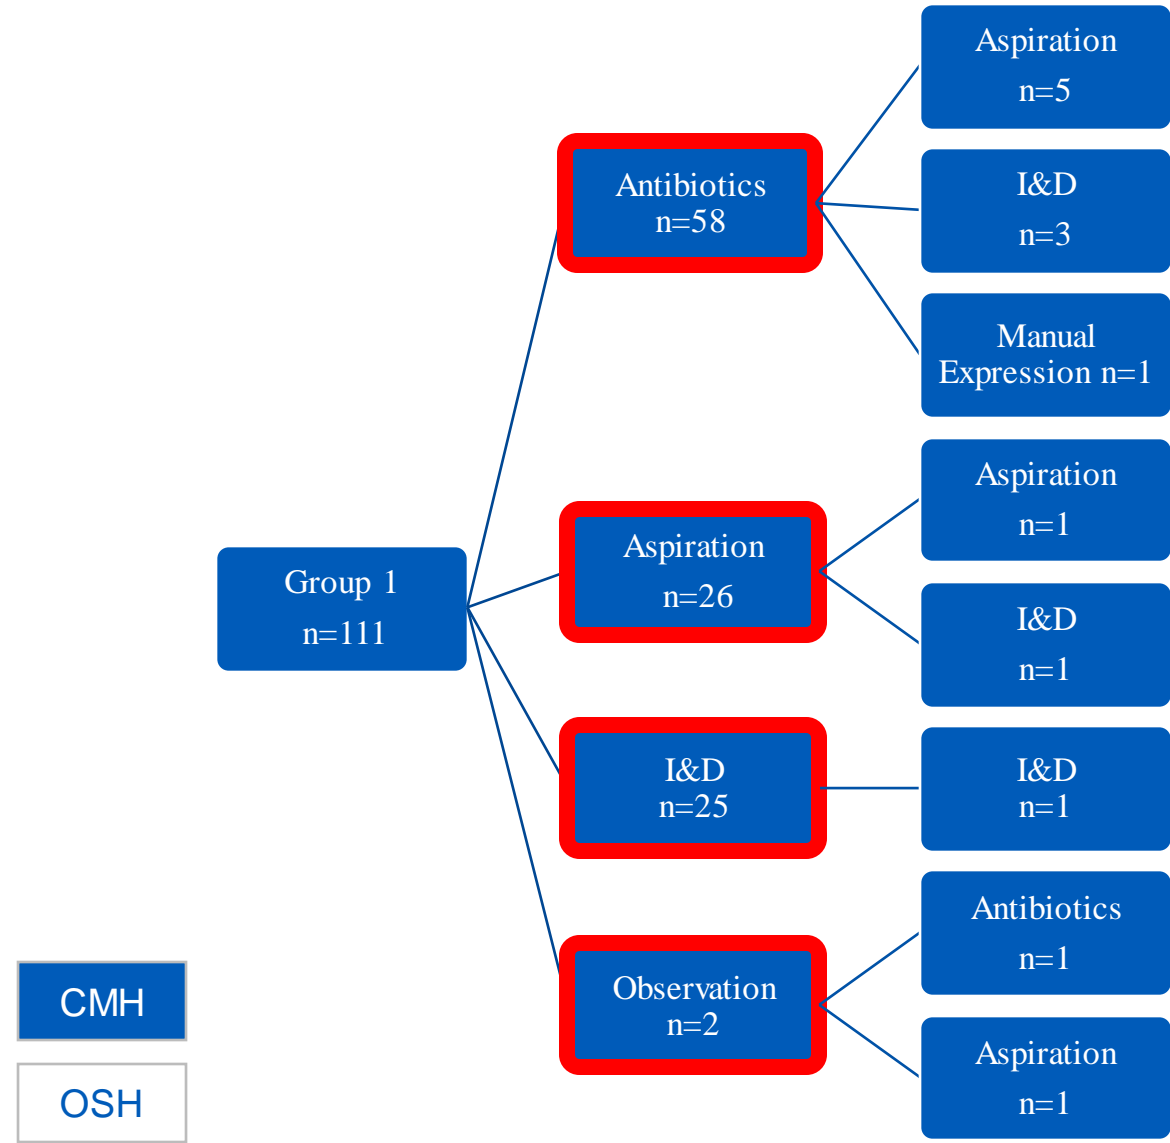 Group 1
n=111
Antibiotics
n=58
Aspiration
n=5
I&D
n=3
Manual
Expression n=1
Aspiration
n=26
Aspiration
n=1
I&D
n=1
I&D
n=25
I&D
n=1
Observation
n=2
Antibiotics
n=1
Aspiration
n=1
CMH
OSH